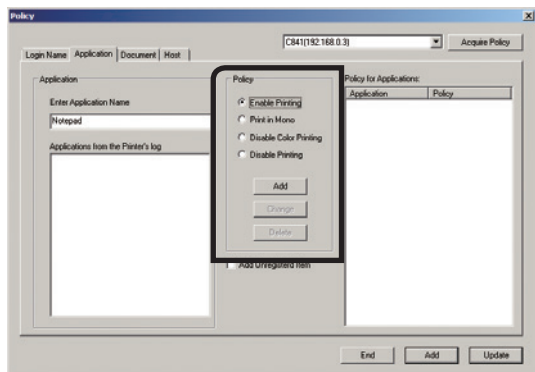 Policy
C841(192.168.0.3)
Acquire Policy
Login Name
Application
Document
Host
Application
Enter Application Name
Notepad
Applications from the Printer's log
Policy
Enable Printing
Print in Mono
Disable Color Printing
Disable Printing
Add
Change
Delete
Add Unregisterd Item
Policy for Applications:
Application
Policy
End
Add
Update